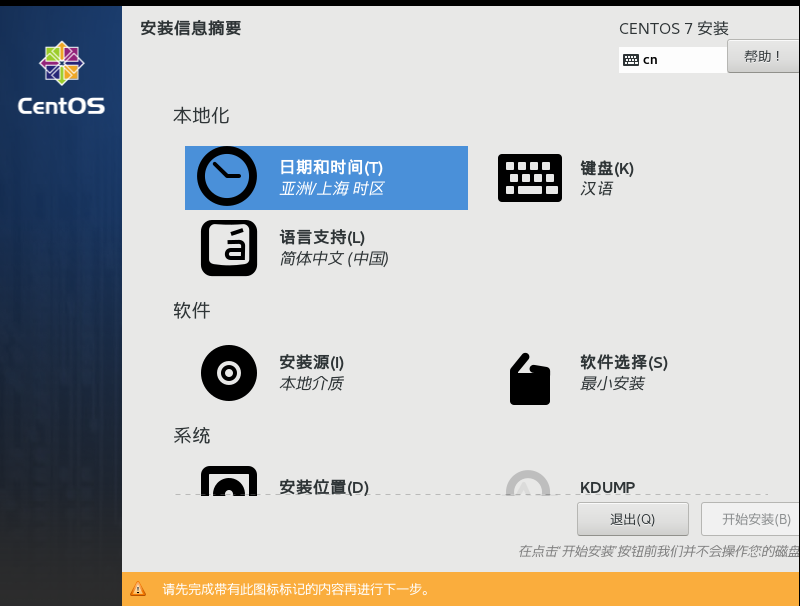 安装信息摘要
CENTOS 7 安装
cn
帮助！
CentOS
本地化
日期和时间(T)
亚洲/上海 时区
键盘(K)
汉语
语言支持(L)
简体中文 (中国)
软件
安装源(I)
本地介质
软件选择(S)
最小安装
系统
安装位置(D)
KDUMP
退出(Q)
开始安装(B)
在点击'开始安装'按钮前我们并不会操作您的磁盘
请先完成带有此图标标记的内容再进行下一步。